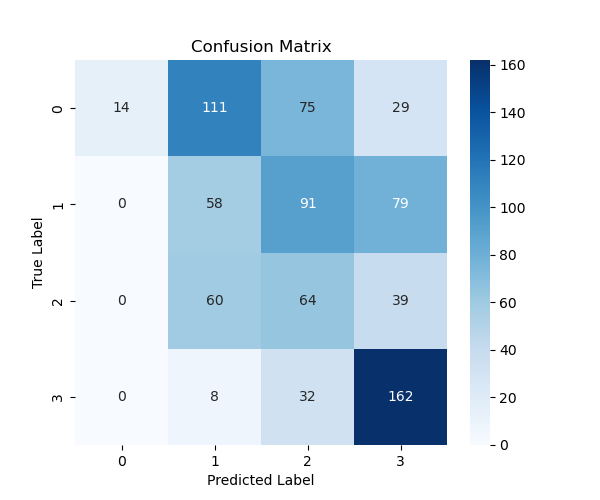 Confusion Matrix
0 14 111 75 29
1 0 58 91 79
2 0 60 64 39
3 0 8 32 162
0 1 2 3
True Label
Predicted Label
160
140
120
100
80
60
40
20
0